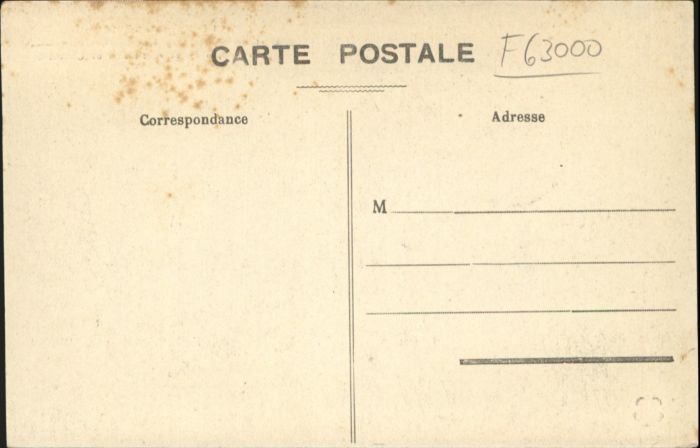 CARTE POSTALE F63000
Correspondance Adresse
M